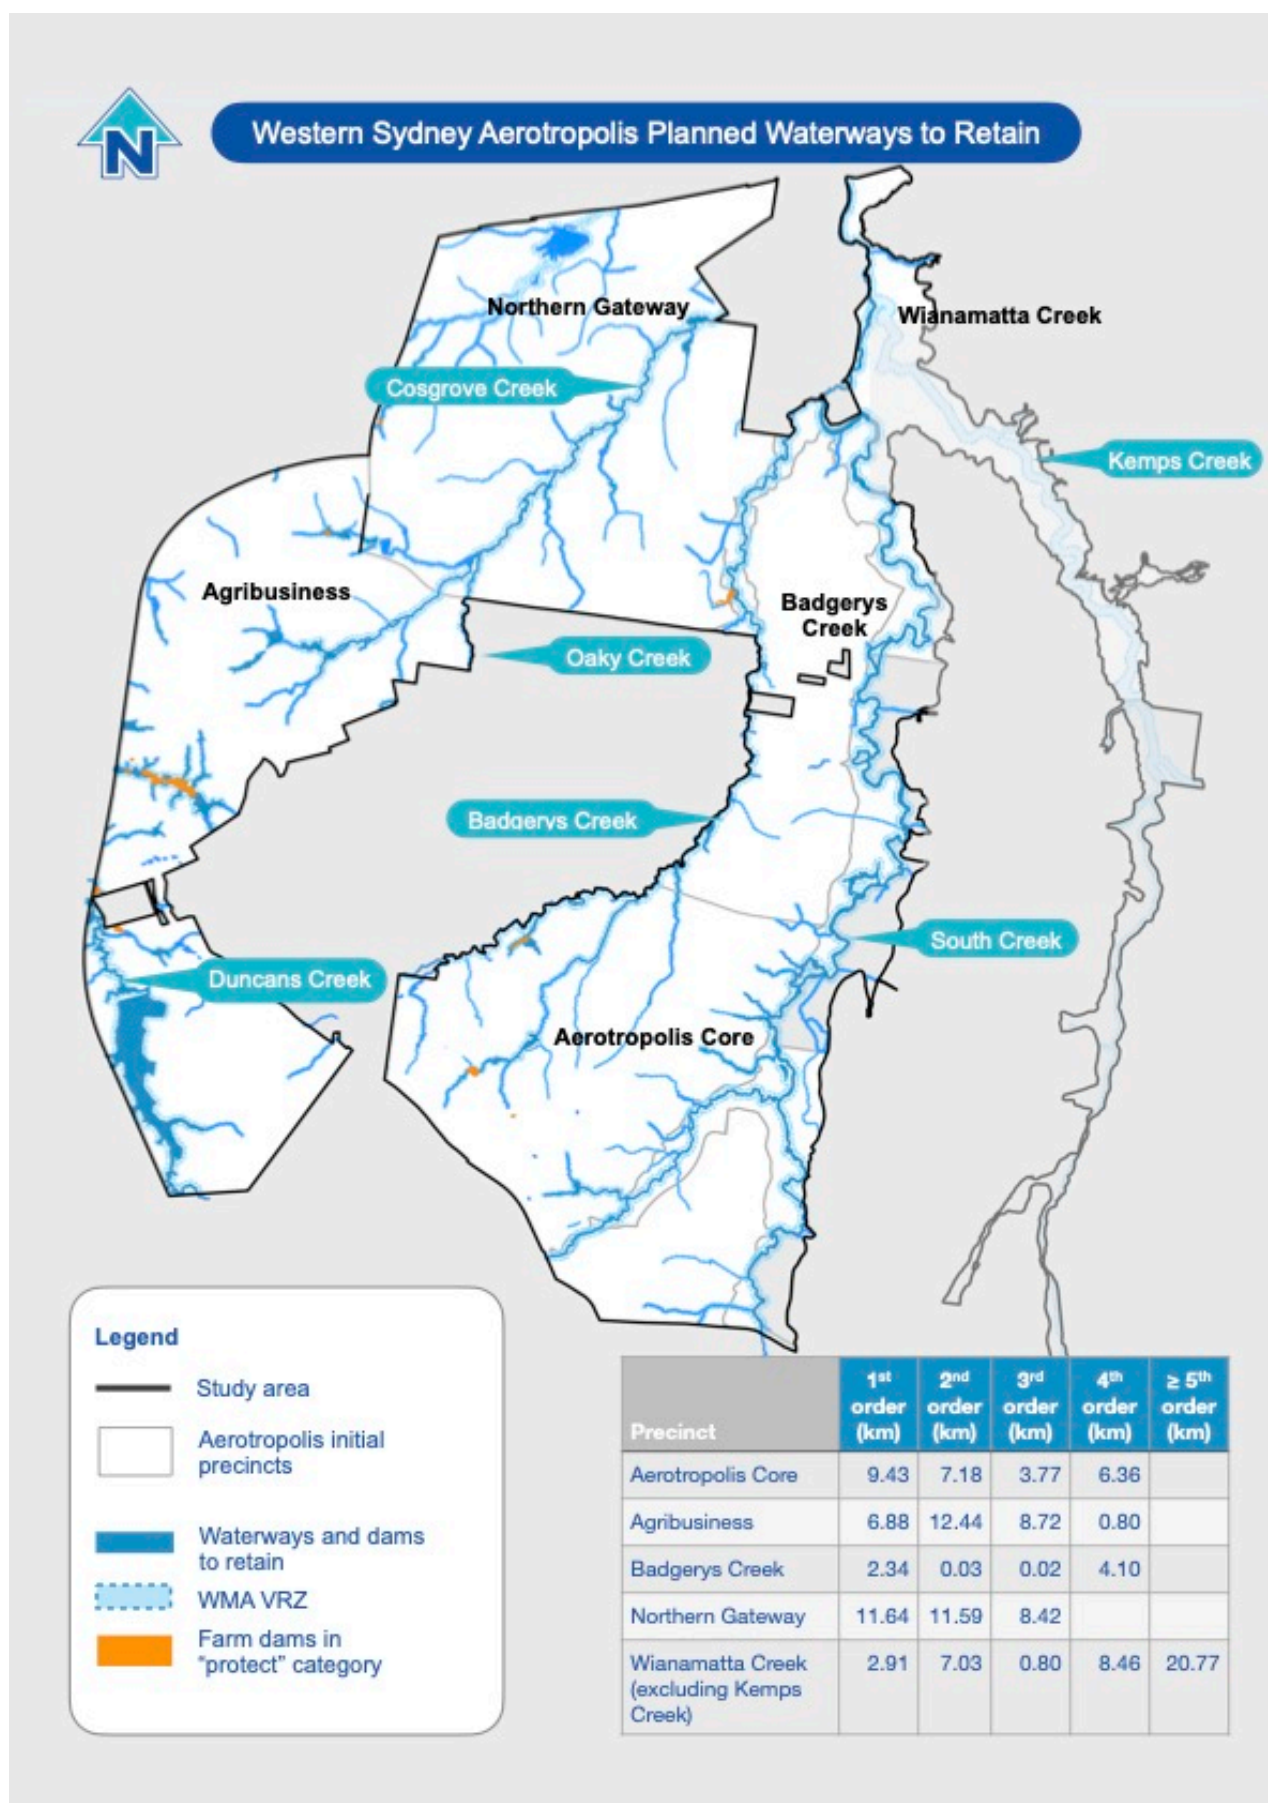 N
Western Sydney Aerotropolis Planned Waterways to Retain
Northern Gateway
Wianamatta Creek
Cosgrove Creek
Kemps Creek
Agribusiness
Badgerys
Creek
Oaky Creek
Badgerys Creek
South Creek
Duncans Creek
Aerotropolis Core
Legend
Study area
Aerotropolis initial
precincts
Waterways and dams
to retain
WMA VRZ
Farm dams in
“protect” category
Precinct 1st order (km) 2nd order (km) 3rd order (km) 4th order (km) ≥ 5th order (km)
Aerotropolis Core 9.43 7.18 3.77 6.36
Agribusiness 6.88 12.44 8.72 0.80
Badgerys Creek 2.34 0.03 0.02 4.10
Northern Gateway 11.64 11.59 8.42
Wianamatta Creek 2.91 7.03 0.80 8.46 20.77
(excluding Kemps
Creek)